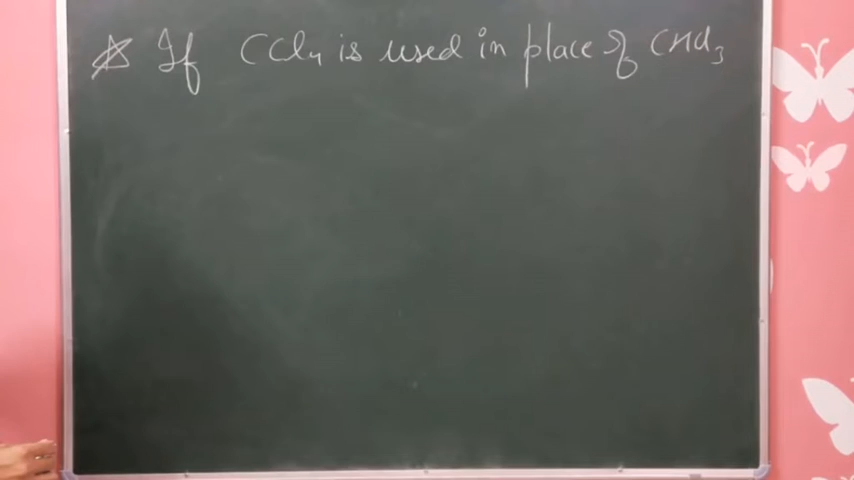 ☆ If CCl4 is used in place of CHCl3